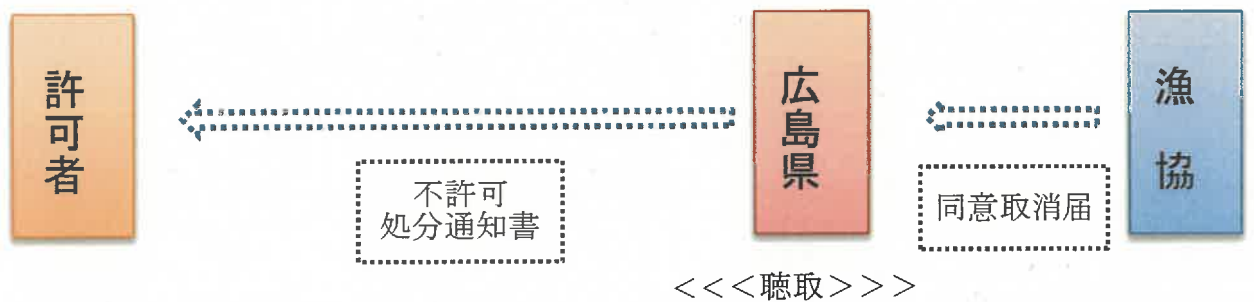 許可者
不許可
処分通知書
広島県
同意取消届
漁協
<<<聴取>>>